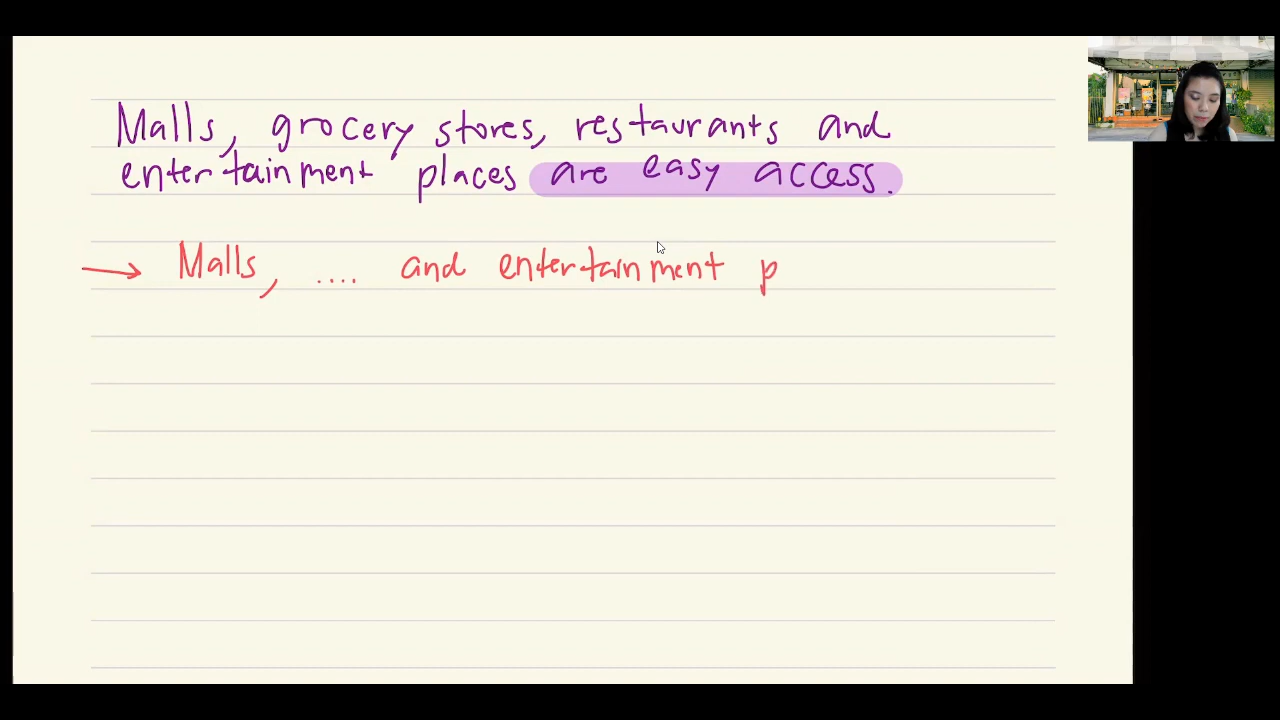 Malls, grocery stores, restaurants and
entertainment places are easy access.
→ Malls, .... and entertainment p